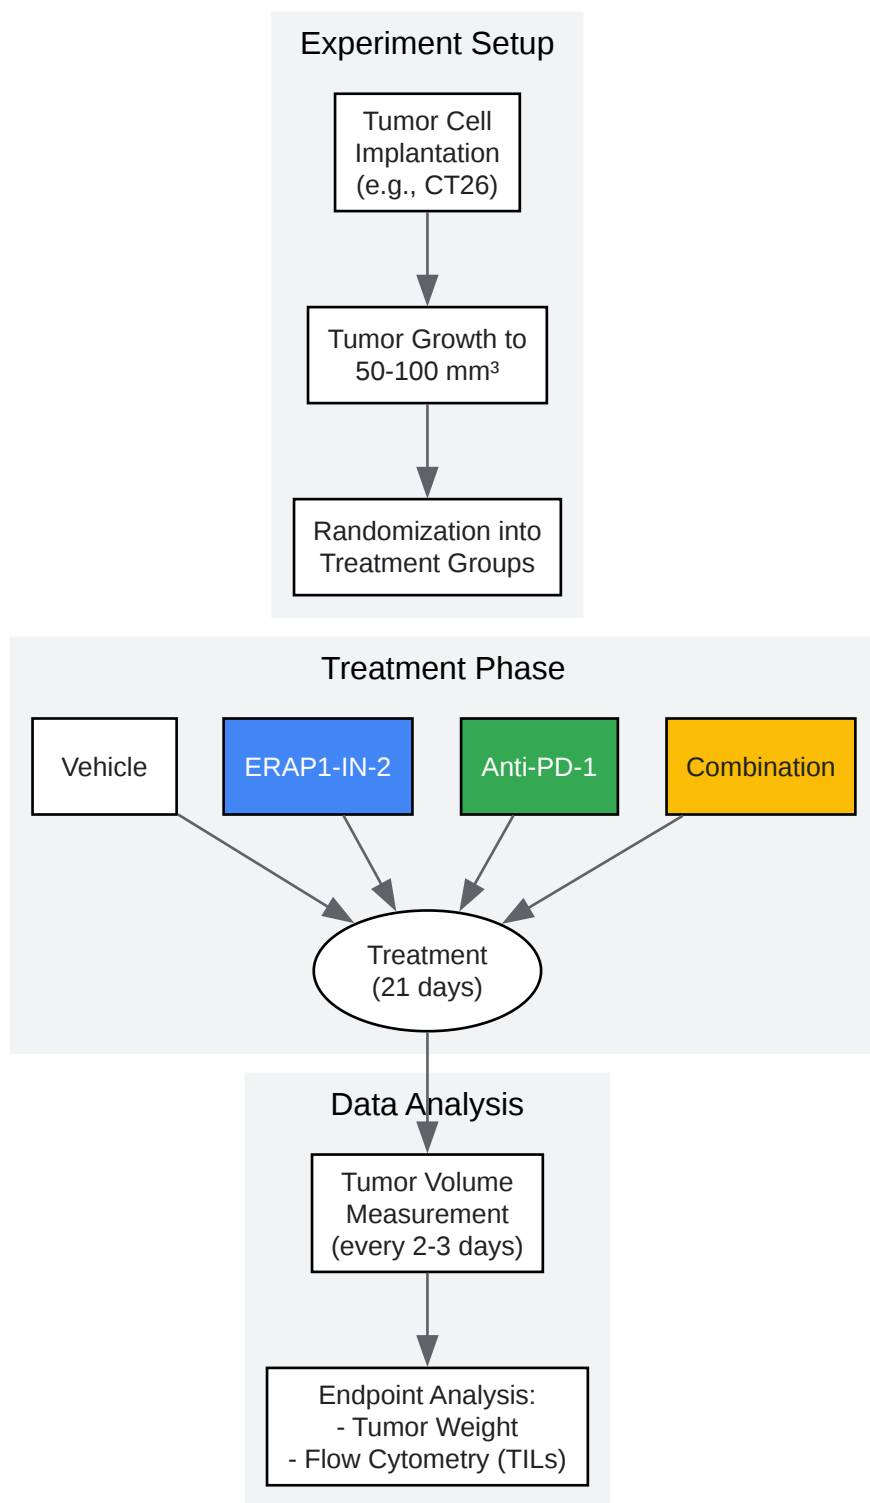 Experiment Setup
Tumor Cell
Implantation
(e.g., CT26)
Tumor Growth to
50-100 mm³
Randomization into
Treatment Groups
Treatment Phase
Vehicle
ERAP1-IN-2
Anti-PD-1
Combination
Treatment
(21 days)
Data Analysis
Tumor Volume
Measurement
(every 2-3 days)
Endpoint Analysis:
- Tumor Weight
- Flow Cytometry (TILs)